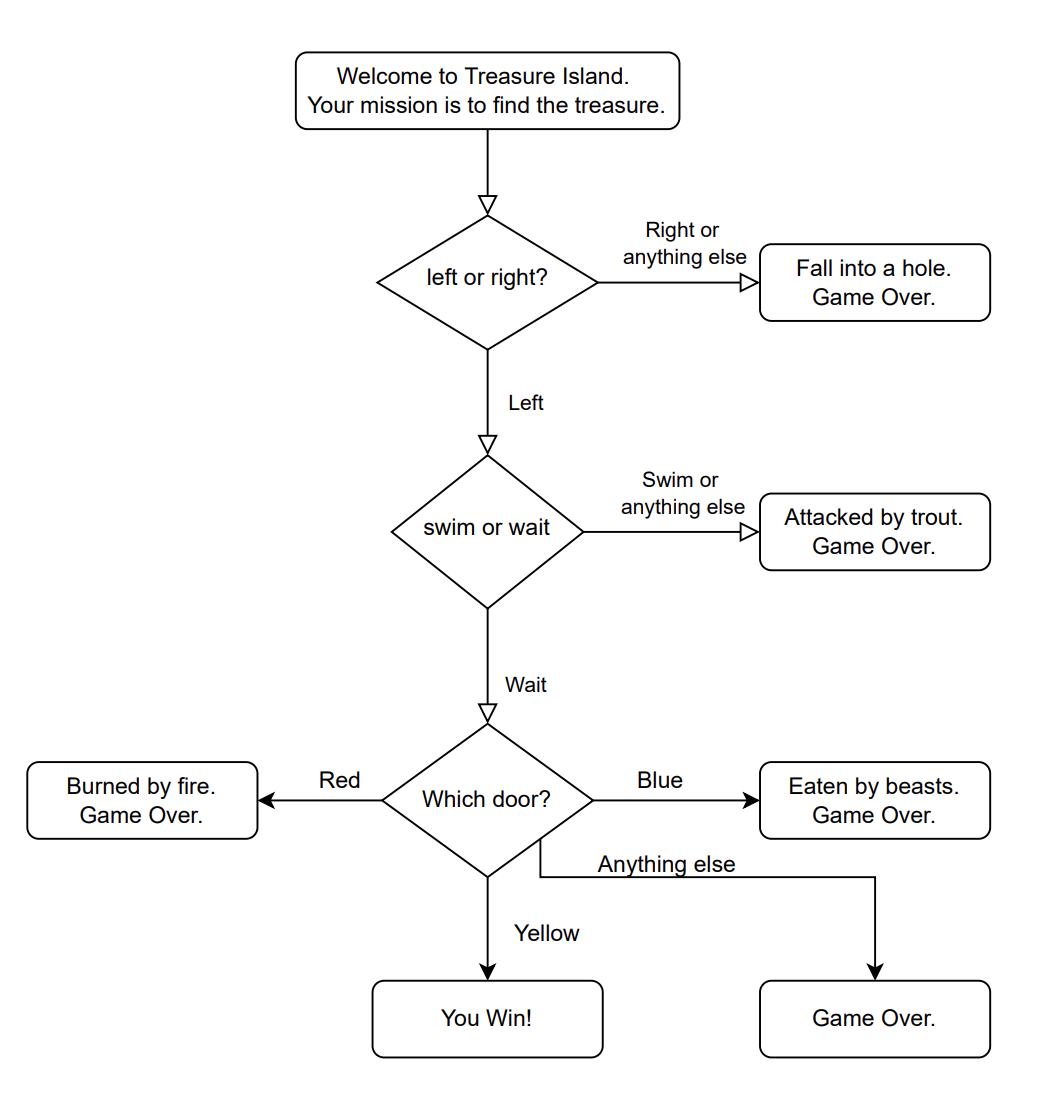 Welcome to Treasure Island.
Your mission is to find the treasure.
left or right?
Right or
anything else
Fall into a hole.
Game Over.
Left
swim or wait
Swim or
anything else
Attacked by trout.
Game Over.
Wait
Burned by fire.
Game Over.
Red
Which door?
Blue
Eaten by beasts.
Game Over.
Anything else
Yellow
You Win!
Game Over.